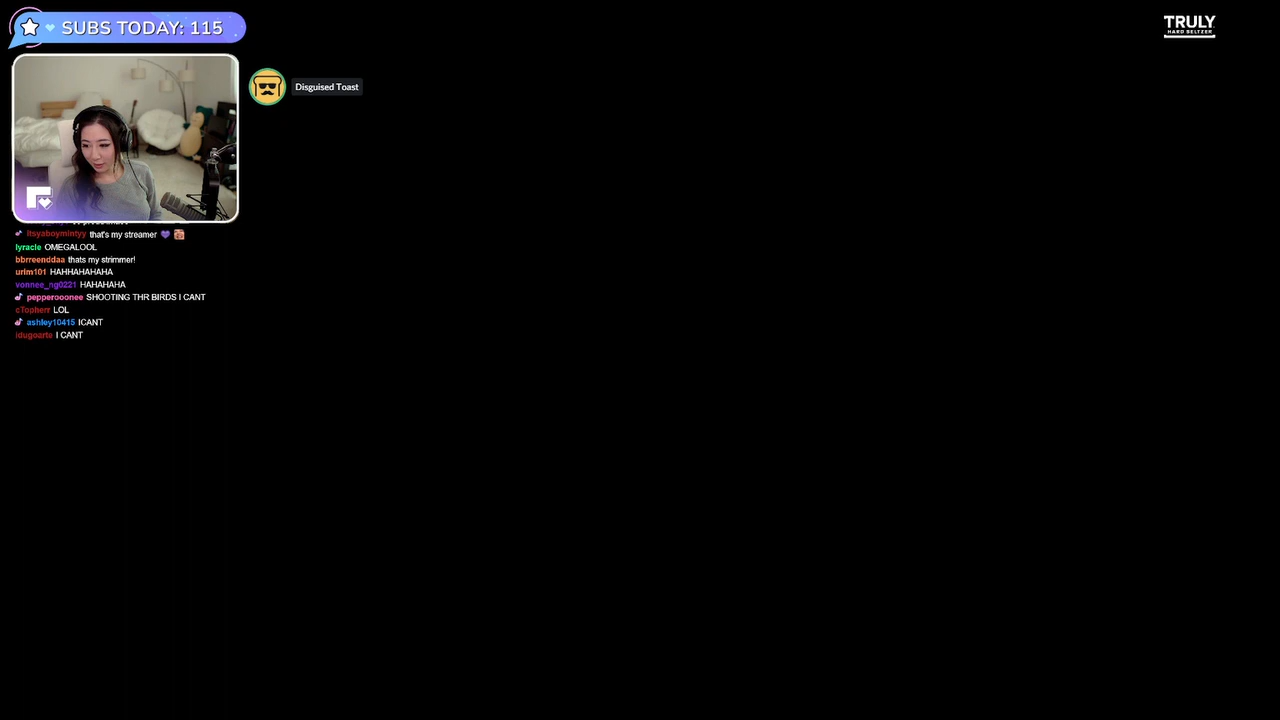 SUBS TODAY: 115
TRULY
HARD SELTZER
Disguised Toast
itsyaboymintyy that's my streamer
lyracle OMEGALOOL
bbrreenddaa thats my strimmer!
urim101 HAHHAHAHAHA
vonnee_ng0221 HAHAHAHA
pepperooonee SHOOTING THR BIRDS I CANT
cTopherr LOL
ashley10415 ICANT
idugoarte I CANT